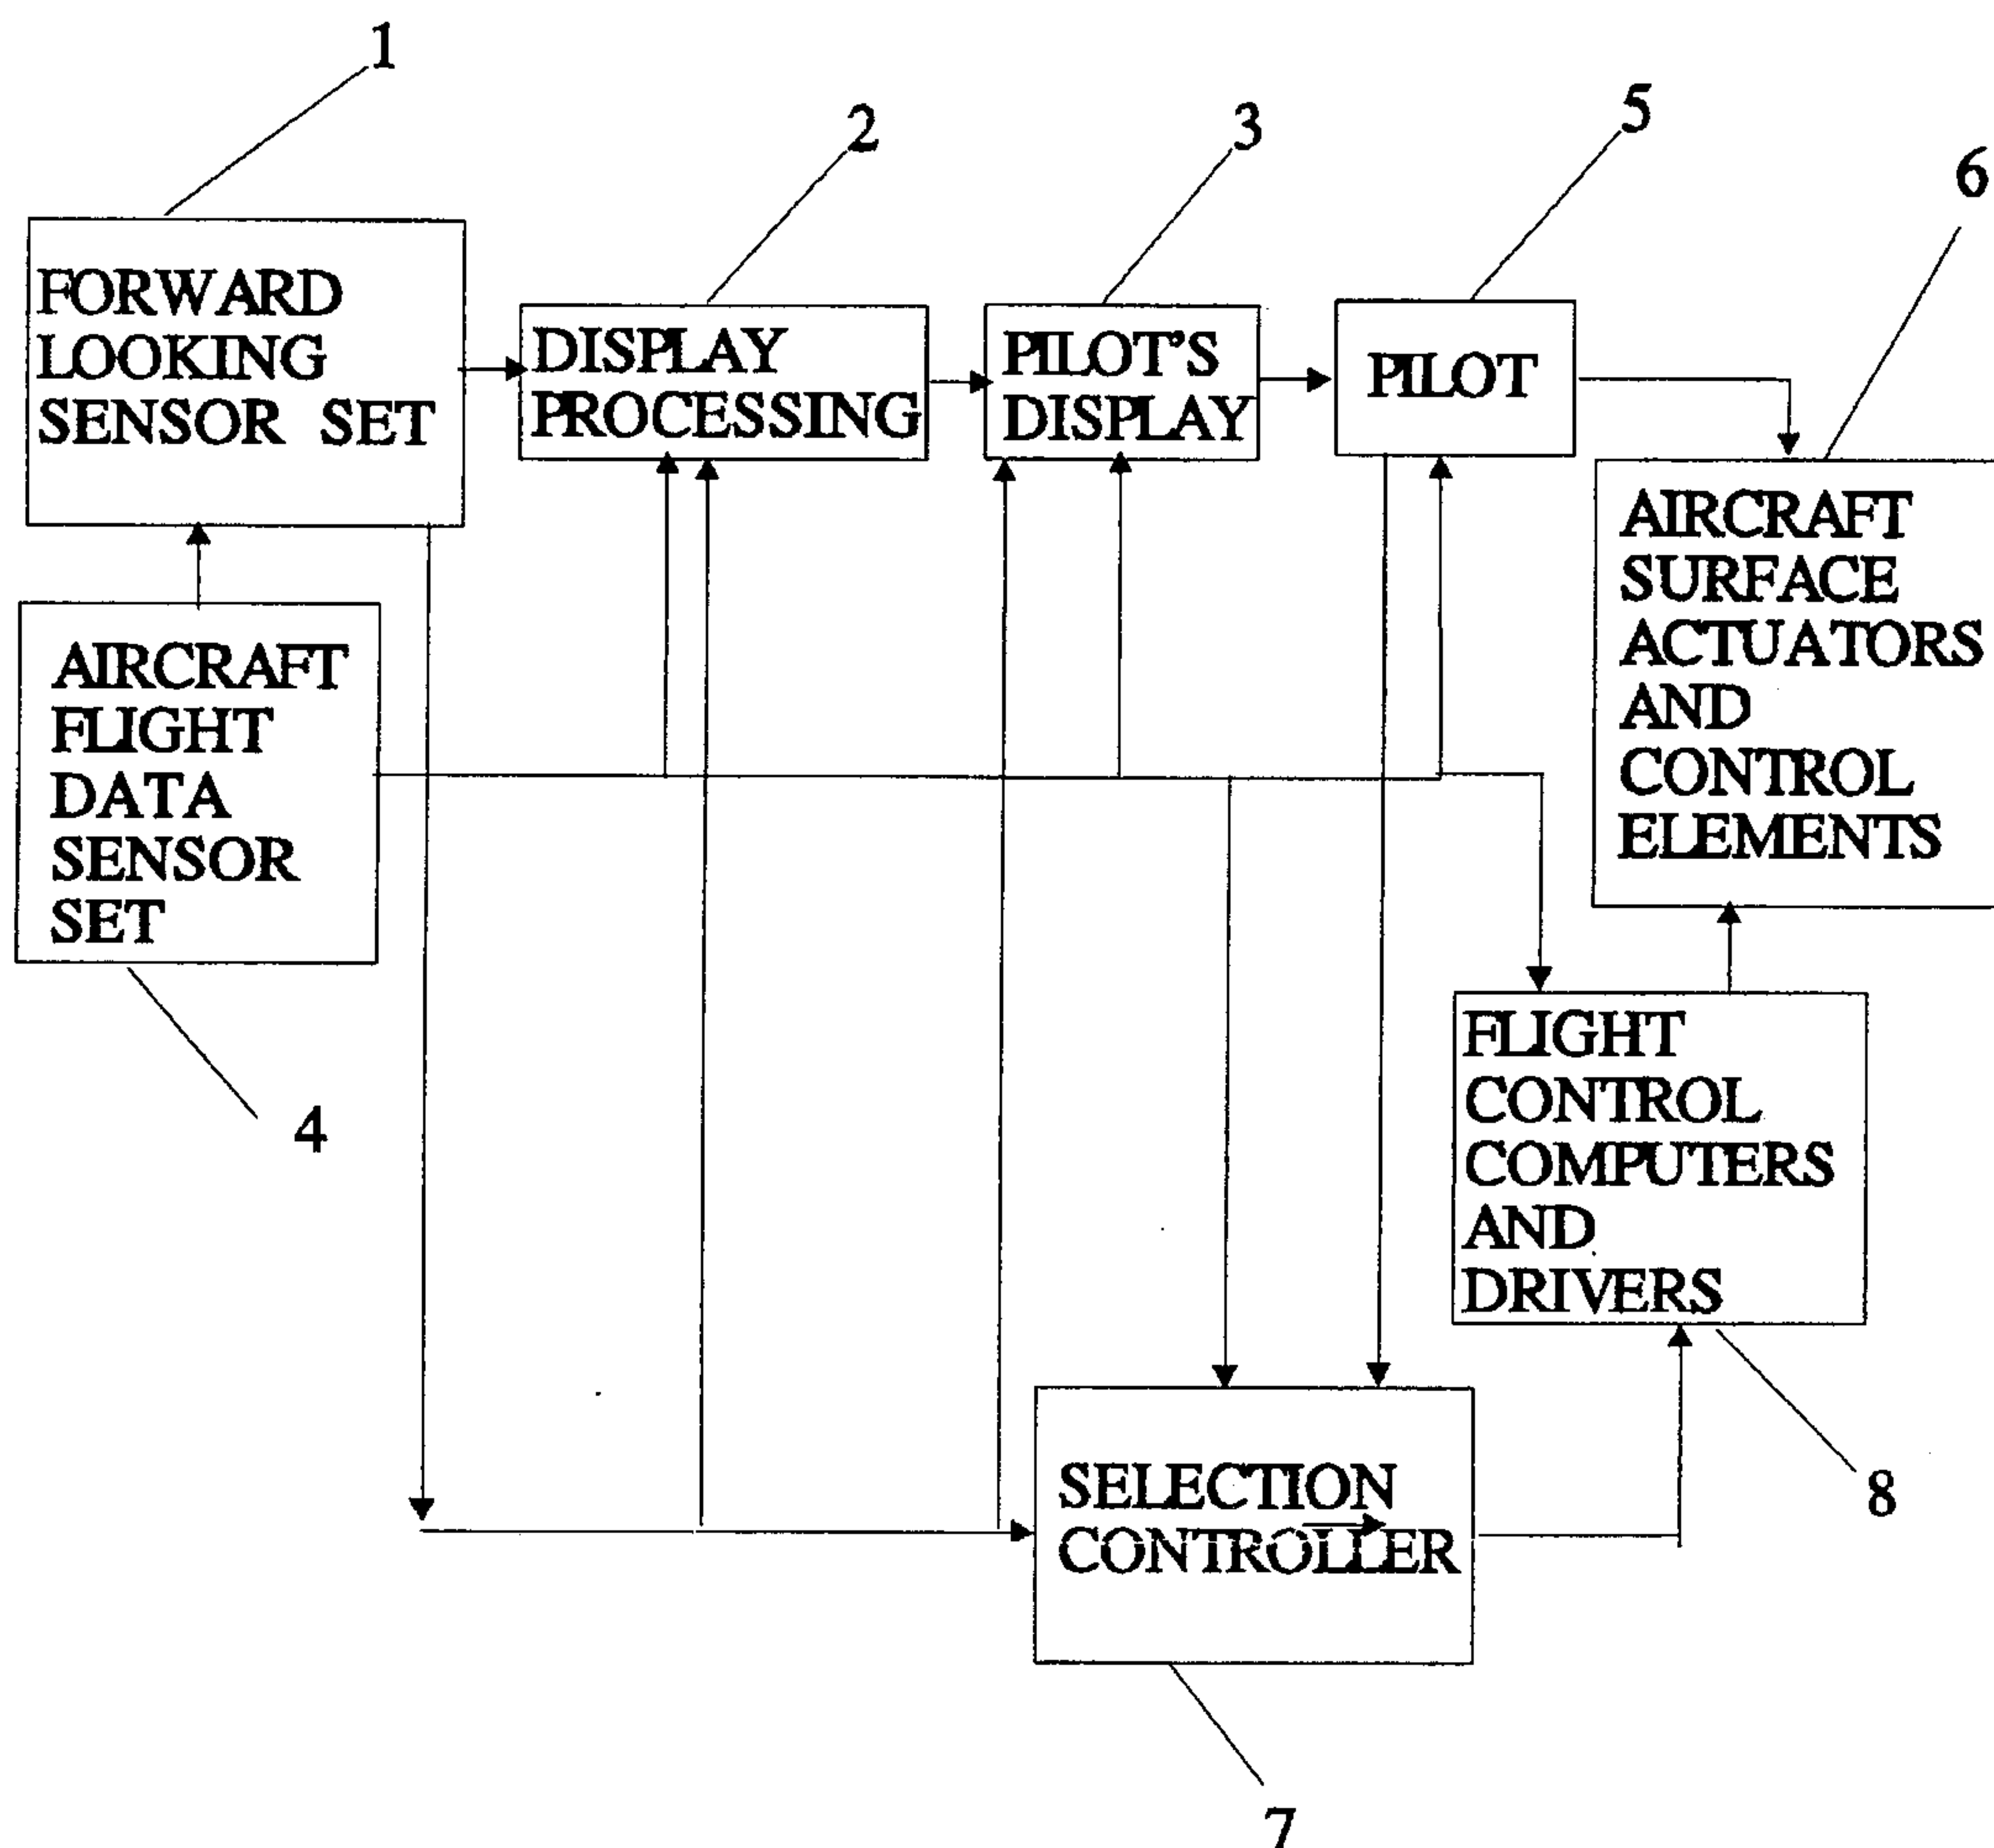 1
2
3
5
6
FORWARD
LOOKING
SENSOR SET
DISPLAY
PROCESSING
PILOT'S
DISPLAY
PILOT
AIRCRAFT
SURFACE
ACTUATORS
AND
CONTROL
ELEMENTS
AIRCRAFT
FLIGHT
DATA
SENSOR
SET
4
FLIGHT
CONTROL
COMPUTERS
AND
DRIVERS
8
SELECTION
CONTROLLER
7